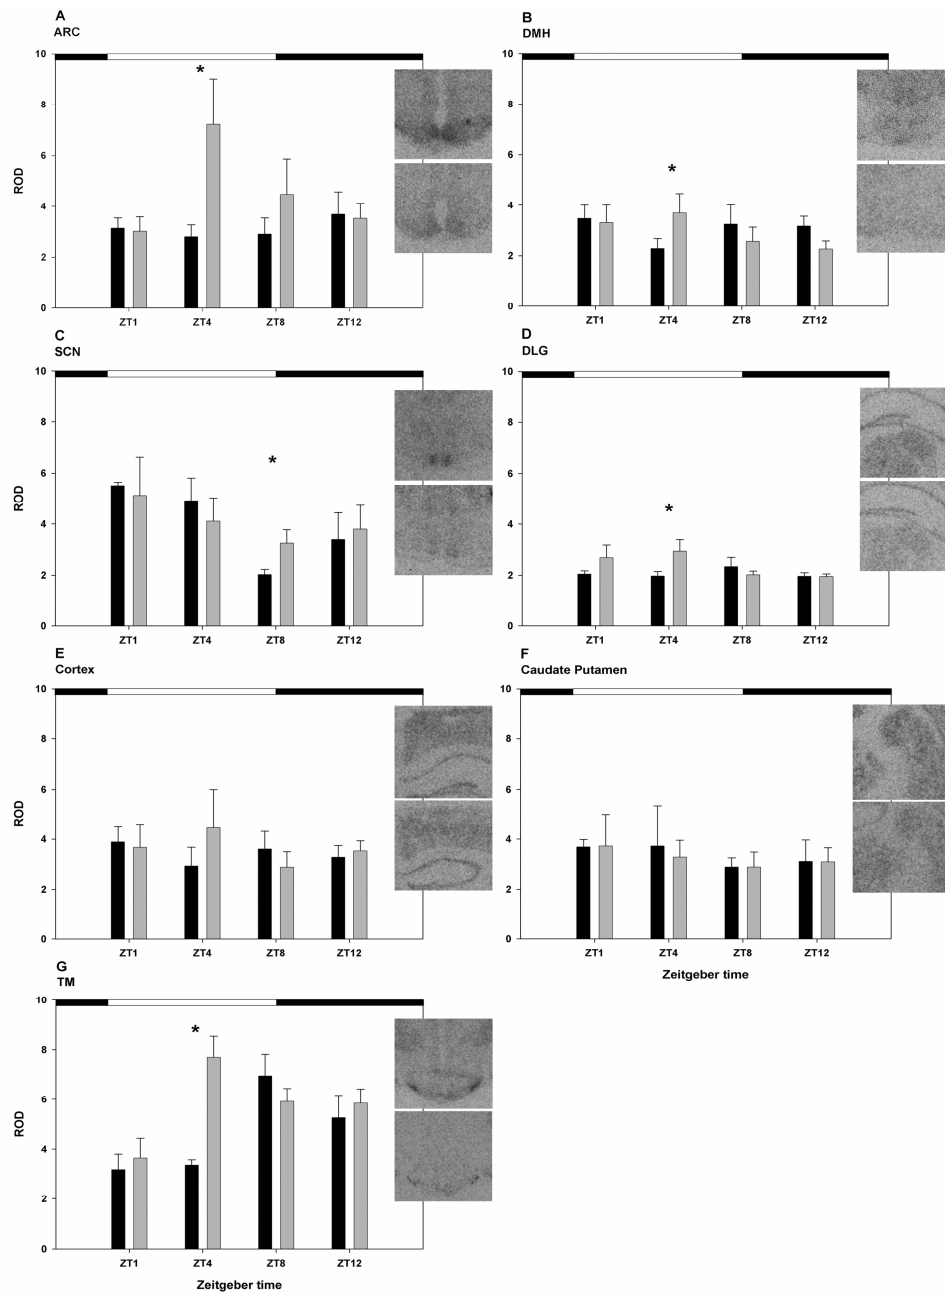 A
ARC
10
*
8
6
ROD
4
2
0
ZT1 ZT4 ZT8 ZT12
B
DMH
10
8
6
*
4
2
0
ZT1 ZT4 ZT8 ZT12
C
SCN
10
8
*
6
ROD
4
2
0
ZT1 ZT4 ZT8 ZT12
D
DLG
10
8
6
*
4
2
0
ZT1 ZT4 ZT8 ZT12
E
Cortex
10
8
6
ROD
4
2
0
ZT1 ZT4 ZT8 ZT12
F
Caudate Putamen
10
8
6
4
2
0
ZT1 ZT4 ZT8 ZT12
Zeitgeber time
G
TM
10
*
8
6
ROD
4
2
0
ZT1 ZT4 ZT8 ZT12
Zeitgeber time